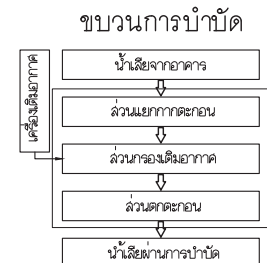 ขบวนการบำบัด
น้ำเสียจากอาคาร
เครื่องเติมอากาศ
ส่วนแยกกากตะกอน
ส่วนกรองเติมอากาศ
ส่วนตกตะกอน
น้ำเสียผ่านการบำบัด